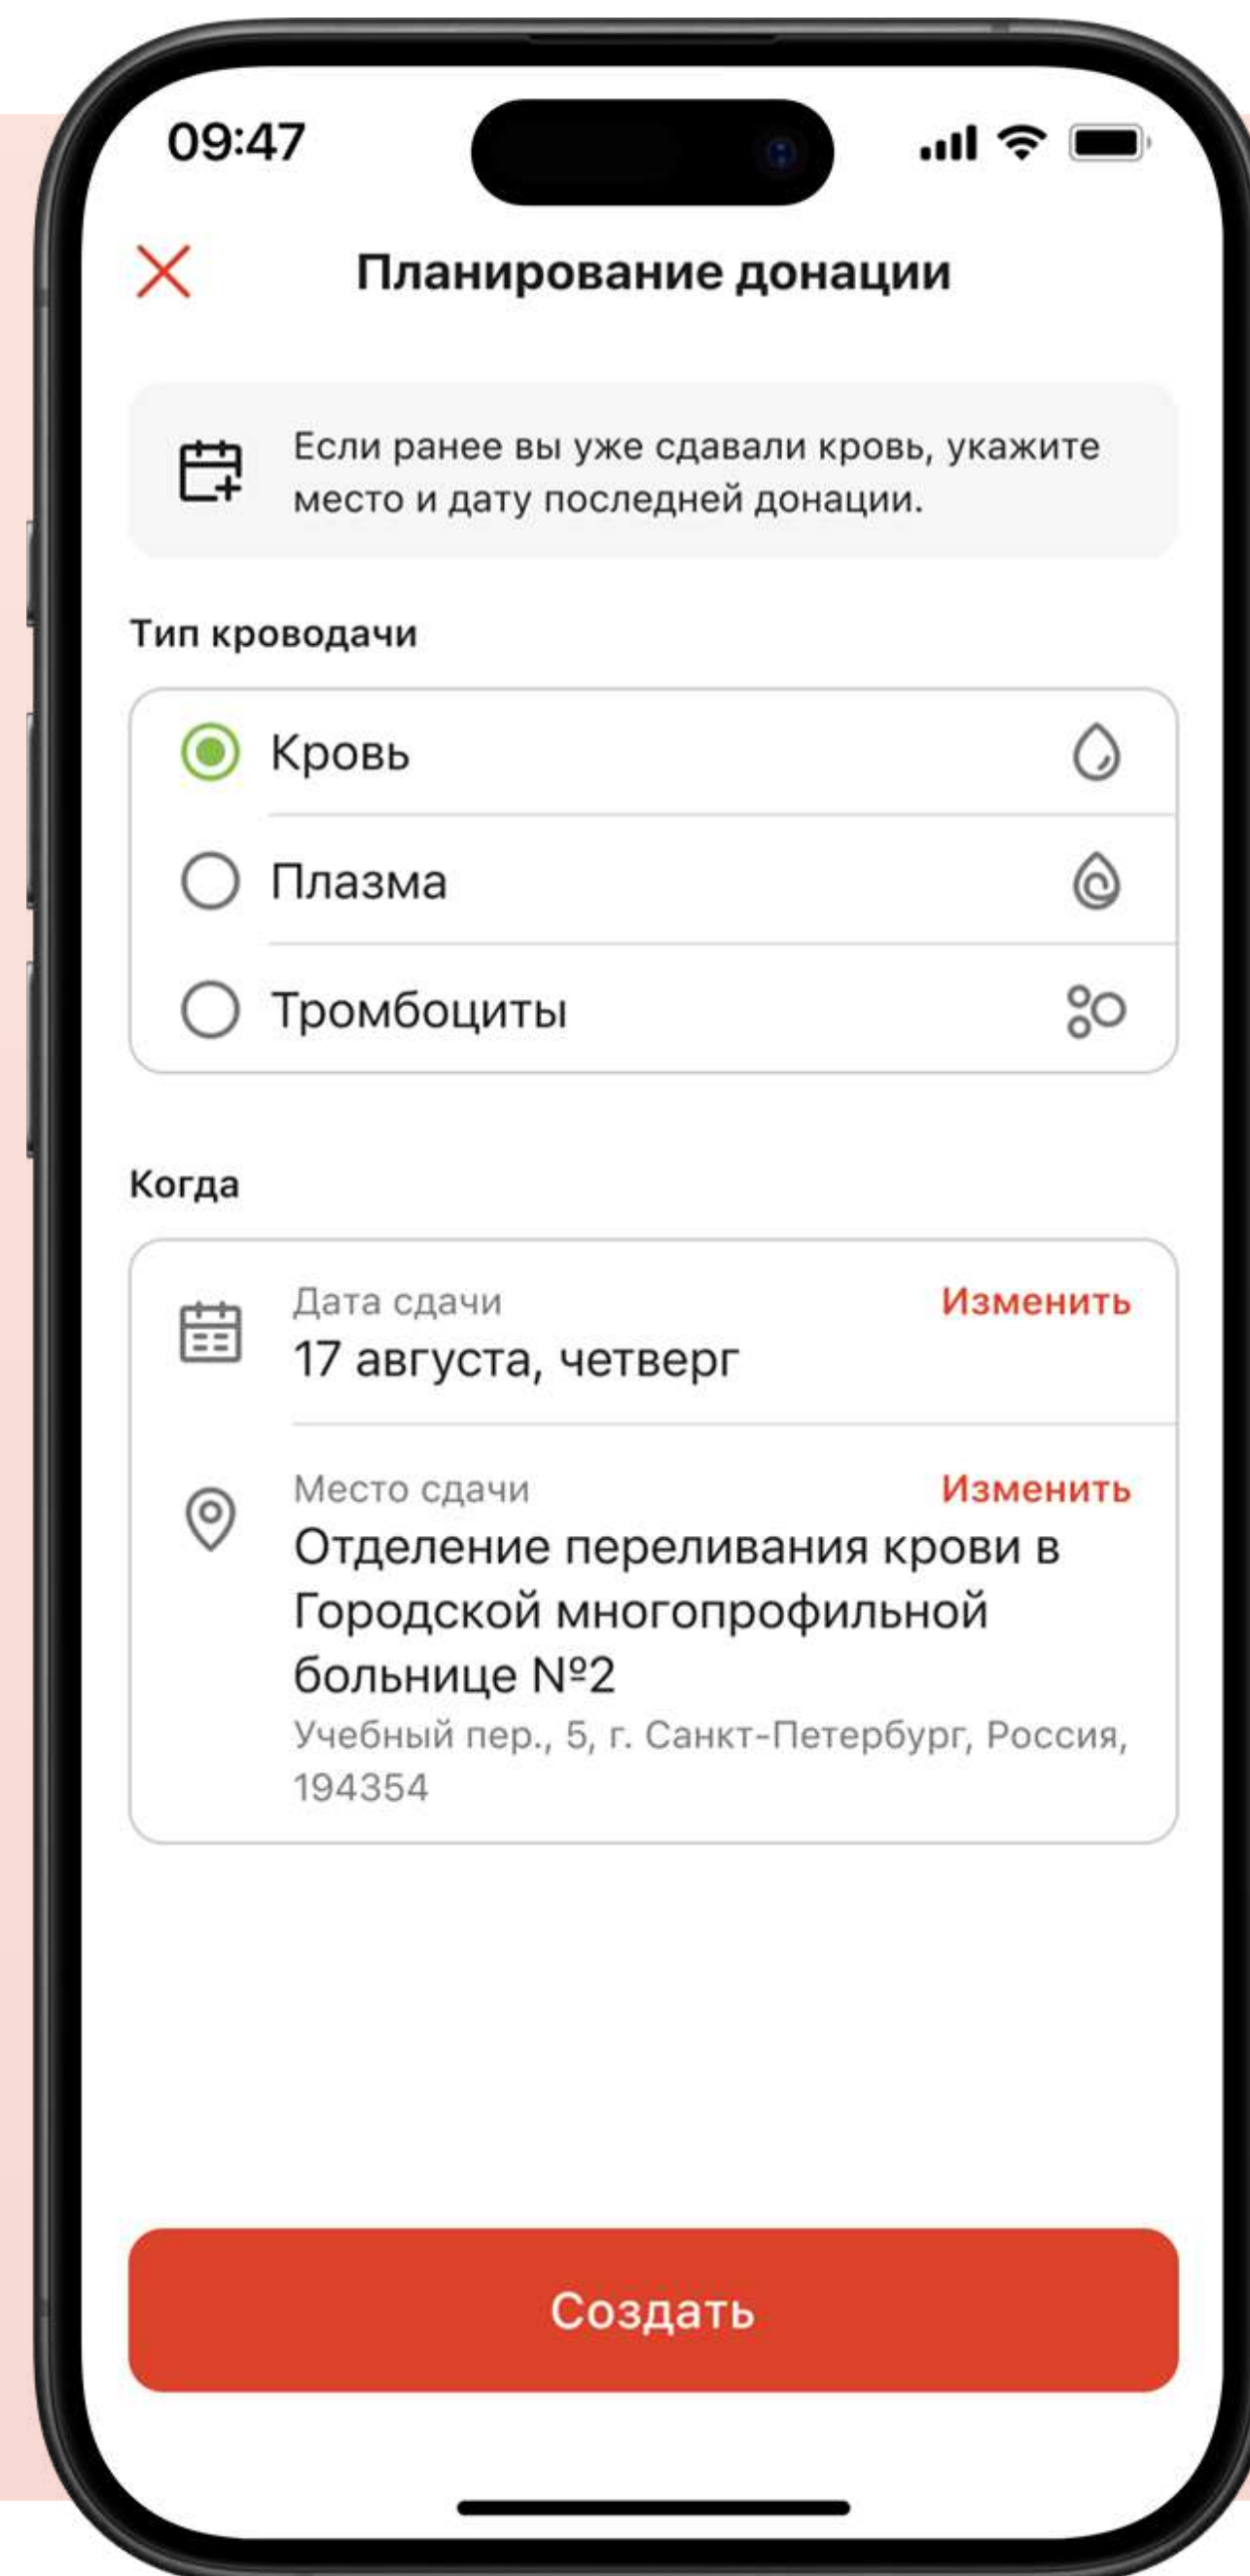 09:47
Планирование донации
Если ранее вы уже сдавали кровь, укажите
место и дату последней донации.
Тип кроводачи
Кровь
Плазма
Тромбоциты
Когда
Дата сдачи
Изменить
17 августа, четверг
Место сдачи
Изменить
Отделение переливания крови в
Городской многопрофильной
больнице №2
Учебный пер., 5, г. Санкт-Петербург, Россия,
194354
Создать